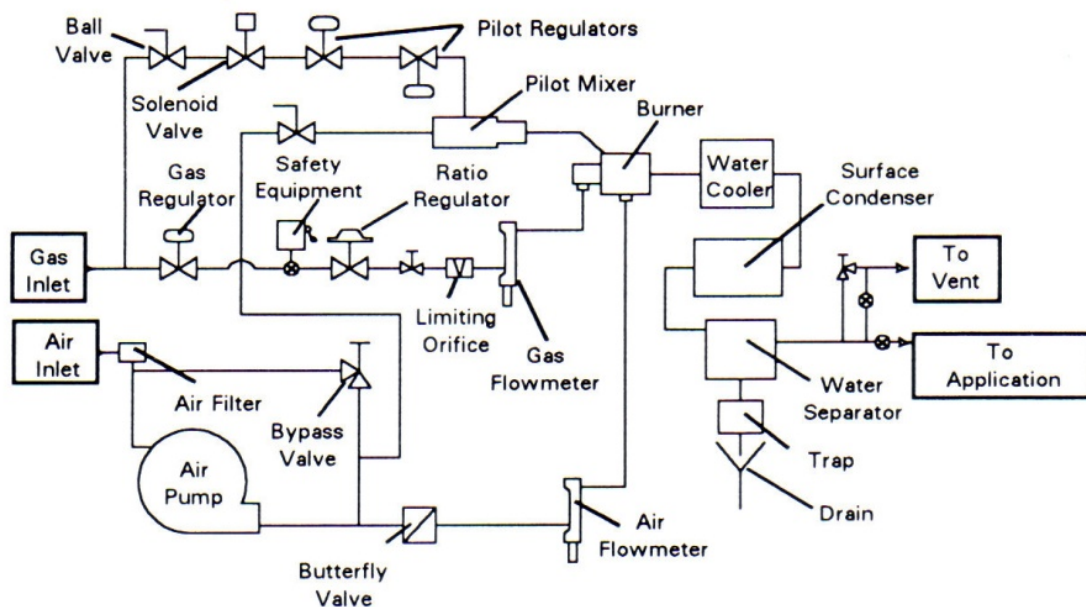 Ball
Valve
Pilot Regulators
Solenoid
Valve
Pilot Mixer
Burner
Gas
Regulator
Safety
Equipment
Ratio
Regulator
Water
Cooler
Surface
Condenser
Gas
Inlet
To
Vent
Limiting
Orifice
Gas
Flowmeter
Air
Inlet
Air Filter
Bypass
Valve
Water
Separator
To
Application
Air
Pump
Trap
Drain
Butterfly
Valve
Air
Flowmeter